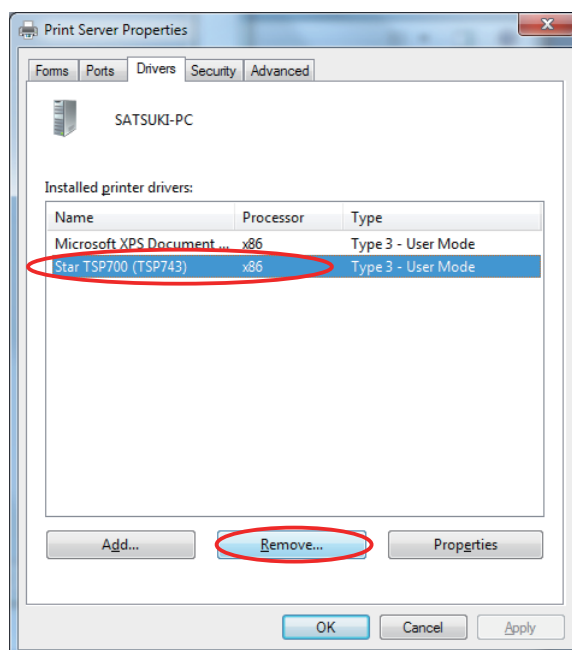 Print Server Properties
Forms Ports Drivers Security Advanced
SATSUKI-PC
Installed printer drivers:
Name Processor Type
Microsoft XPS Document ... x86 Type 3 - User Mode
Star TSP700 (TSP743) x86 Type 3 - User Mode
Add... Remove... Properties
OK Cancel Apply